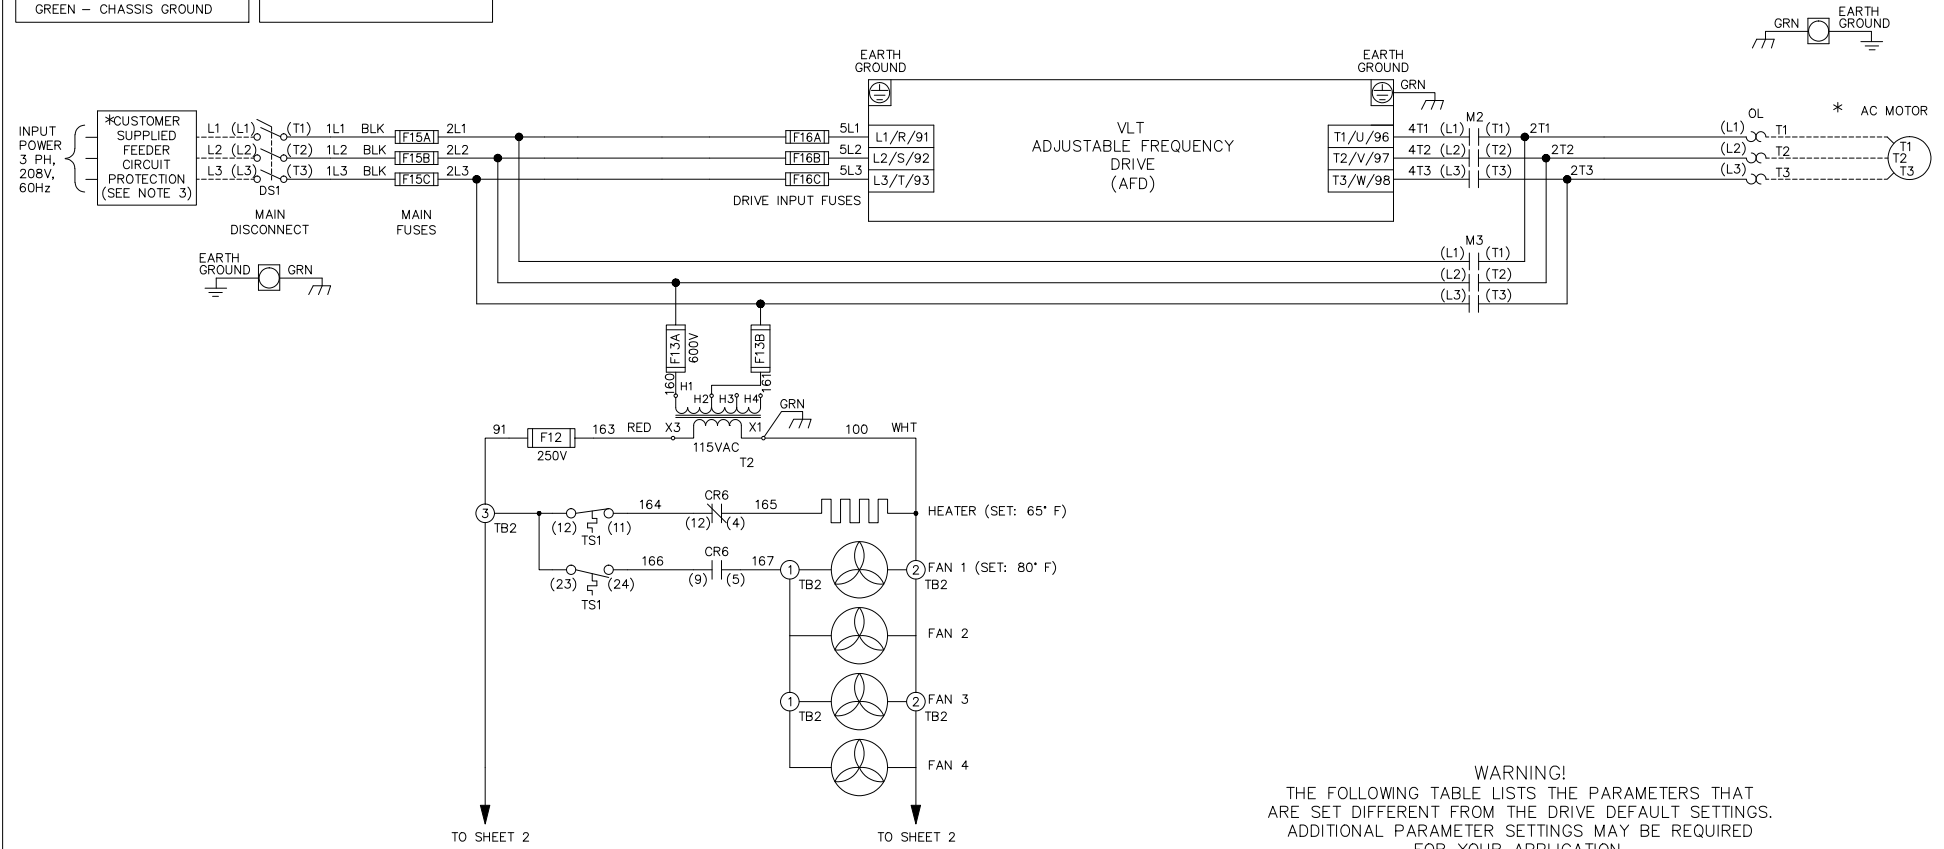 GREEN – CHASSIS GROUND
GRN
EARTH
GROUND
EARTH
GROUND
EARTH
GROUND
GRN
INPUT
POWER
3 PH,
208V,
60Hz
*CUSTOMER
SUPPLIED
FEEDER
CIRCUIT
PROTECTION
(SEE NOTE 3)
L1 (L1) (T1) 1L1 BLK F15A 2L1
L2 (L2) (T2) 1L2 BLK F15B 2L2
L3 (L3) (T3) 1L3 BLK F15C 2L3
DS1
MAIN
DISCONNECT
MAIN
FUSES
F16A 5L1 L1/R/91
F16B 5L2 L2/S/92
F16C 5L3 L3/T/93
DRIVE INPUT FUSES
VLT
ADJUSTABLE FREQUENCY
DRIVE
(AFD)
M2
T1/U/96 4T1 (L1) (T1) 2T1
T2/V/97 4T2 (L2) (T2) 2T2
T3/W/98 4T3 (L3) (T3) 2T3
OL
(L1) T1
(L2) T2
(L3) T3
* AC MOTOR
T1
T2
T3
EARTH
GROUND GRN
M3
(L1) (T1)
(L2) (T2)
(L3) (T3)
F13A
600V
F13B
160
161
H1
H2 H3 H4
GRN
91 F12 163 RED X3 X1 100 WHT
250V
115VAC
T2
3
TB2
(12) (11) 164 CR6 (12) (4) 165
TS1
HEATER (SET: 65° F)
(23) (24) 166 CR6 (9) (5) 167
TS1
1
TB2
2
TB2
FAN 1 (SET: 80° F)
FAN 2
1
TB2
2
TB2
FAN 3
FAN 4
TO SHEET 2
TO SHEET 2
WARNING!
THE FOLLOWING TABLE LISTS THE PARAMETERS THAT
ARE SET DIFFERENT FROM THE DRIVE DEFAULT SETTINGS.
ADDITIONAL PARAMETER SETTINGS MAY BE REQUIRED
FOR YOUR APPLICATION